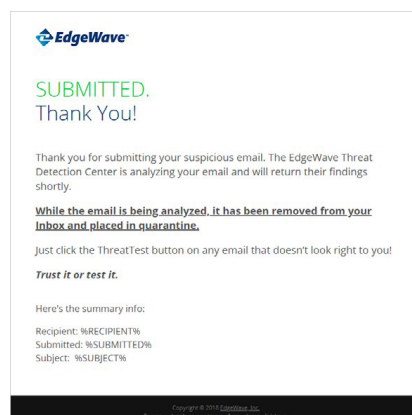 EdgeWave
SUBMITTED.
Thank You!
Thank you for submitting your suspicious email. The EdgeWave Threat
Detection Center is analyzing your email and will return their findings
shortly.
While the email is being analyzed, it has been removed from your
Inbox and placed in quarantine.
Just click the ThreatTest button on any email that doesn't look right to you!
Trust it or test it.
Here's the summary info:
Recipient: %RECIPIENT%
Submitted: %SUBMITTED%
Subject: %SUBJECT%
Copyright © 2018 EdgeWave, Inc.